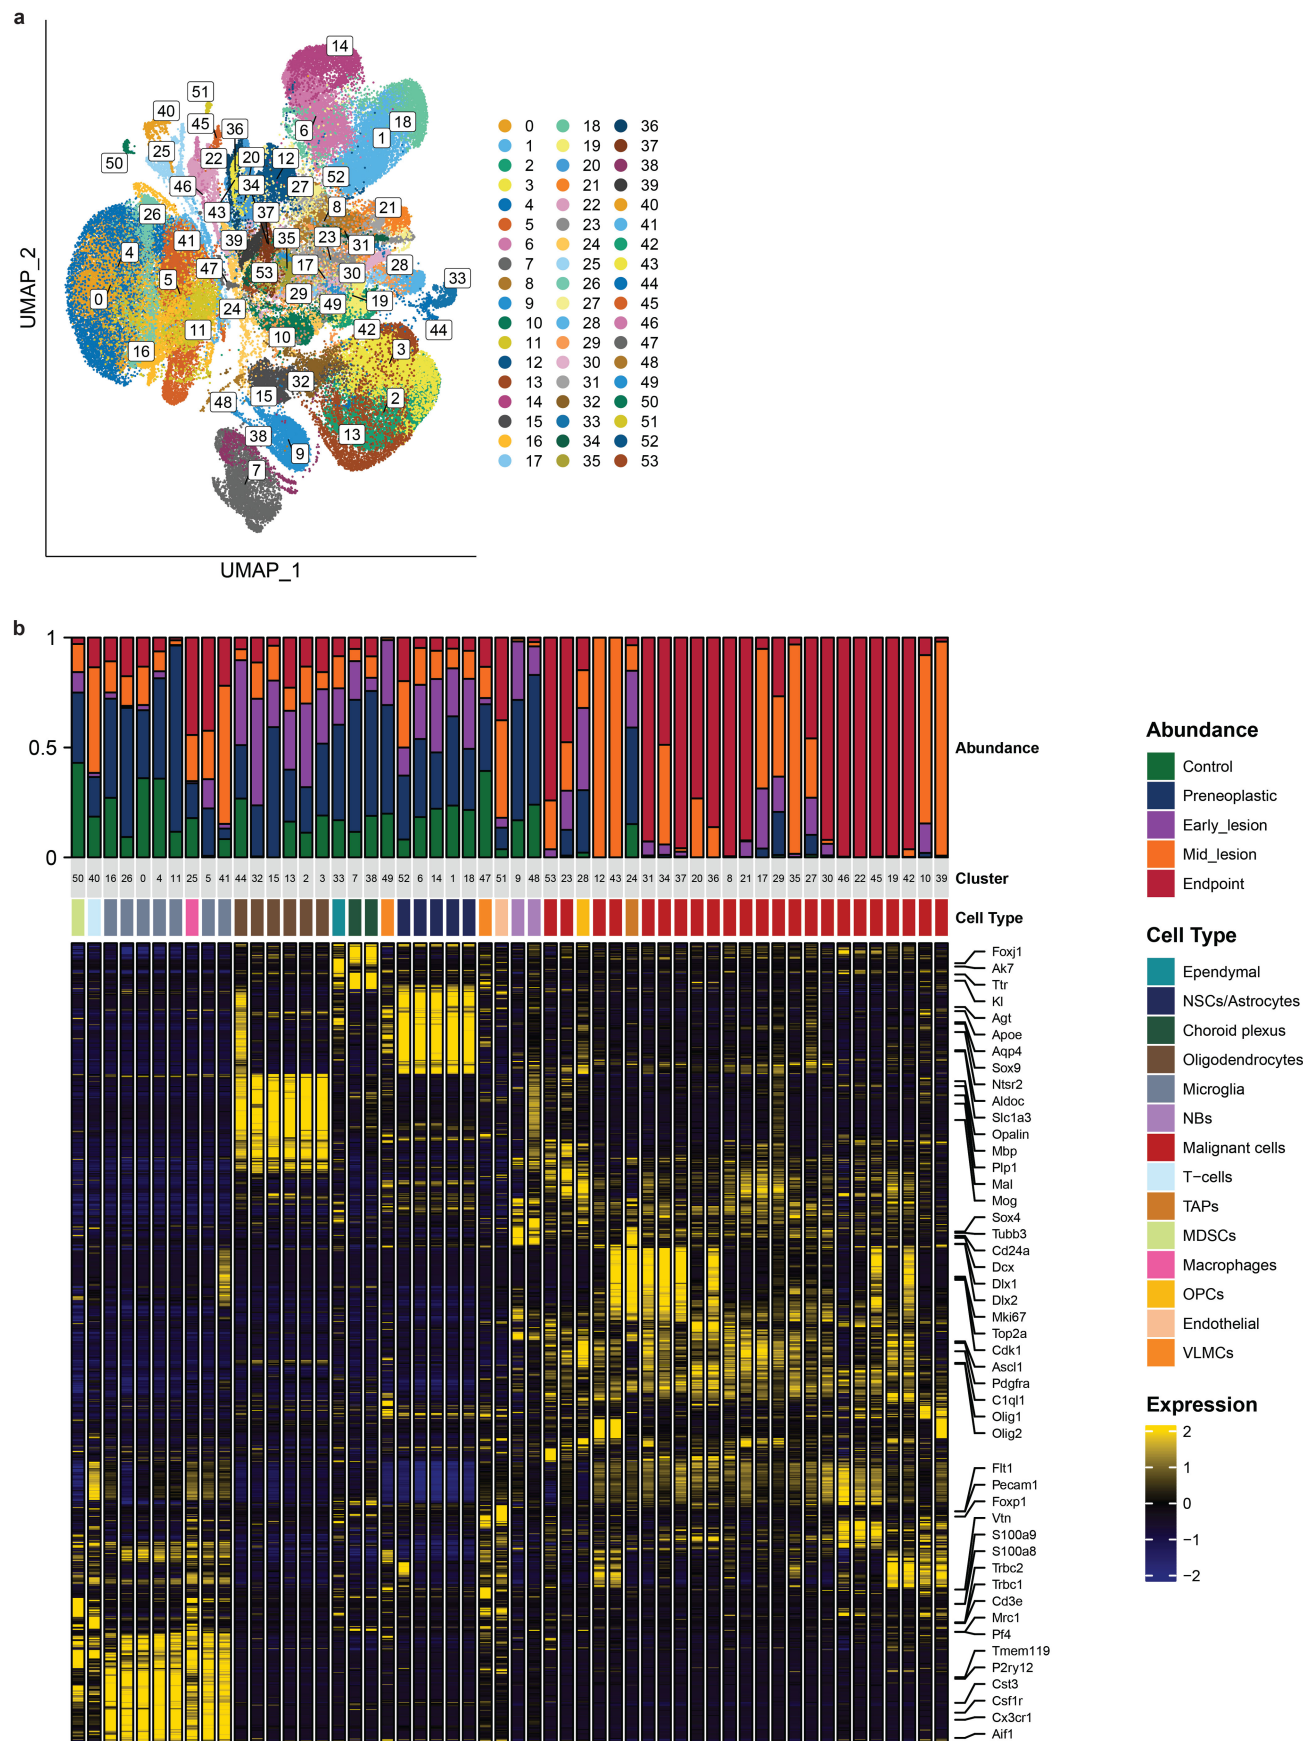 a
14
51
40
18
45
36
6
1
50
25
22
20
12
46
34
27
52
26
43
37
8
21
4
41
39
35
23
31
0
5
47
53
17
30
28
33
29
24
49
19
11
10
42
44
16
3
15
32
48
2
38
9
13
7
UMAP_2
UMAP_1
0 18 36
1 19 37
2 20 38
3 21 39
4 22 40
5 23 41
6 24 42
7 25 43
8 26 44
9 27 45
10 28 46
11 29 47
12 30 48
13 31 49
14 32 50
15 33 51
16 34 52
17 35 53
b
1
0.5
0
Abundance
50 40 16 26 0 4 11 25 5 41 44 32 15 13 2 3 33 7 38 49 52 6 14 1 18 47 51 9 48 53 23 28 12 43 24 31 34 37 20 36 8 21 17 29 35 27 30 46 22 45 19 42 10 39
Cluster
Cell Type
Foxj1
Ak7
Ttr
Kl
Agt
Apoe
Aqp4
Sox9
Ntsr2
Aldoc
Slc1a3
Opalin
Mbp
Plp1
Mal
Mog
Sox4
Tubb3
Cd24a
Dcx
Dlx1
Dlx2
Mki67
Top2a
Cdk1
Ascl1
Pdgfra
C1ql1
Olig1
Olig2
Flt1
Pecam1
Foxp1
Vtn
S100a9
S100a8
Trbc2
Trbc1
Cd3e
Mrc1
Pf4
Tmem119
P2ry12
Cst3
Csf1r
Cx3cr1
Aif1
Abundance
Control
Preneoplastic
Early_lesion
Mid_lesion
Endpoint
Cell Type
Ependymal
NSCs/Astrocytes
Choroid plexus
Oligodendrocytes
Microglia
NBs
Malignant cells
T−cells
TAPs
MDSCs
Macrophages
OPCs
Endothelial
VLMCs
Expression
2
1
0
−1
−2